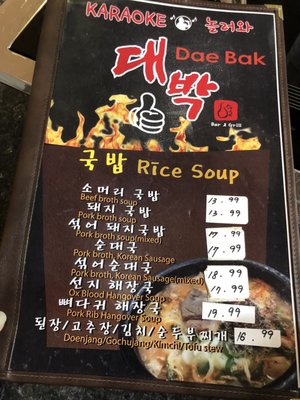 KARAOKE 놀러와
대박
Dae Bak
Bar & Grill
국밥 Rice Soup
소머리 국밥 13.99
Beef broth soup
돼지 국밥 13.99
Pork broth soup
섞어 돼지국밥 17.99
Pork broth soup(mixed)
순대국 17.99
Pork broth, Korean Sausage
섞어순대국 18.99
Pork broth, Korean Sausage(mixed)
선지 해장국 17.99
Ox Blood Hangover Soup
뼈다귀 해장국 19.99
Pork Rib Hangover Soup
된장/고추장/김치/순두부찌개 16.99
Doenjang/Gochujang/Kimchi/Tofu stew